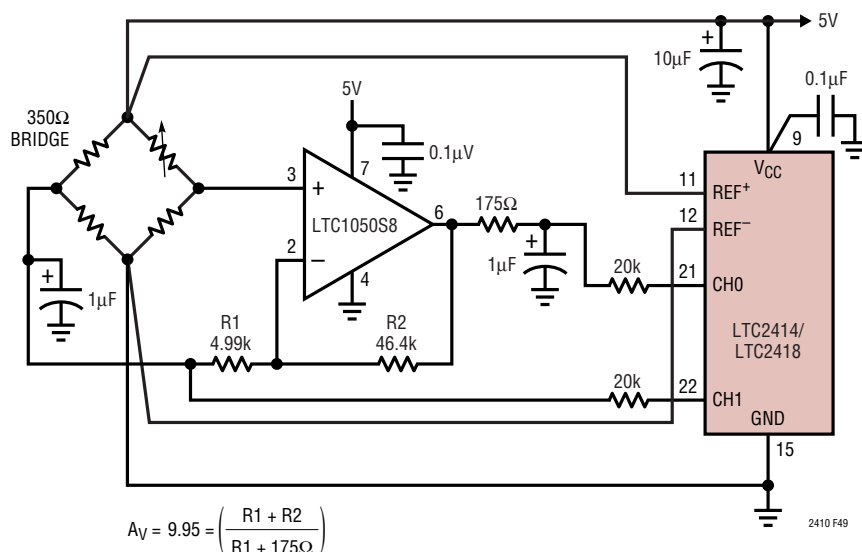 5V
10µF
+
0.1µF
9
350Ω
BRIDGE
5V
7
0.1µV
3
+
LTC1050S8
2
–
4
6
175Ω
+
1µF
+
1µF
20k
20k
R1
4.99k
R2
46.4k
VCC
11
REF+
12
REF–
21
CH0
LTC2414/
LTC2418
22
CH1
GND
15
AV = 9.95 = ( R1 + R2
R1 + 175Ω )
2410 F49